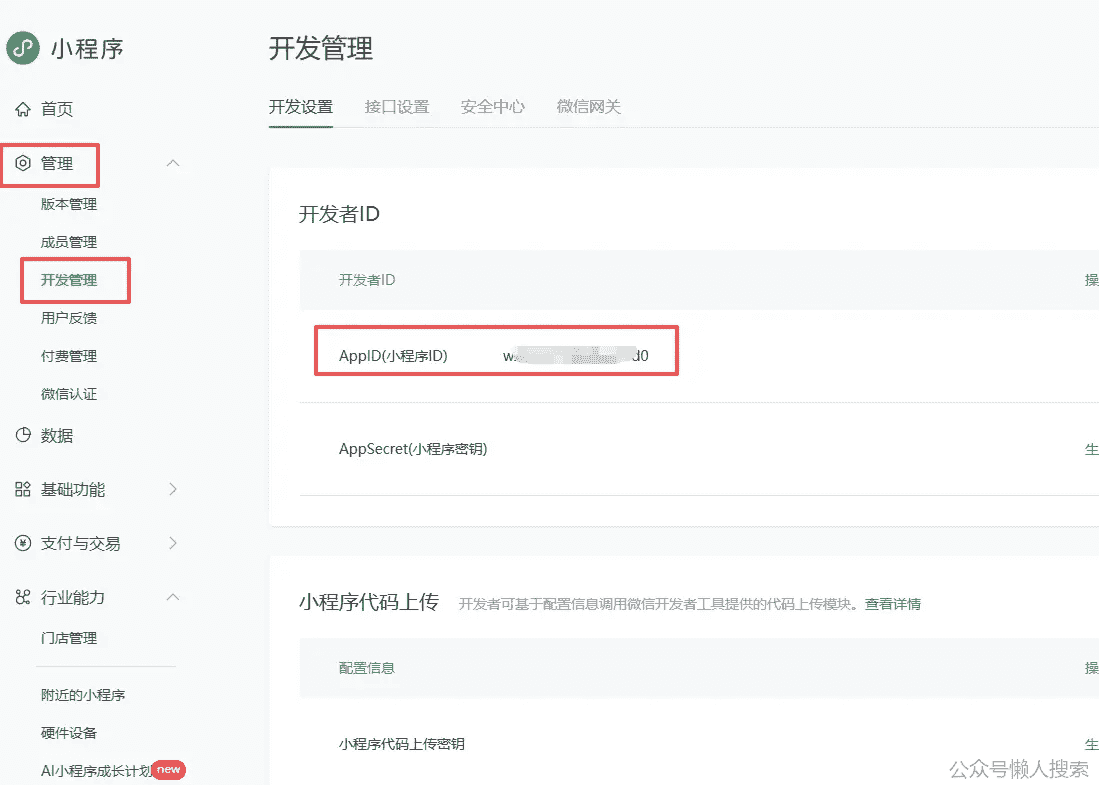 小程序
首页
管理
版本管理
成员管理
开发管理
用户反馈
付费管理
微信认证
数据
基础功能
支付与交易
行业能力
门店管理
附近的小程序
硬件设备
AI小程序成长计划 new
开发管理
开发设置 接口设置 安全中心 微信网关
开发者ID
开发者ID 操
AppID(小程序ID) w d0
AppSecret(小程序密钥) 生
小程序代码上传 开发者可基于配置信息调用微信开发者工具提供的代码上传模块。查看详情
配置信息 操
小程序代码上传密钥 生
公众号懒人搜索